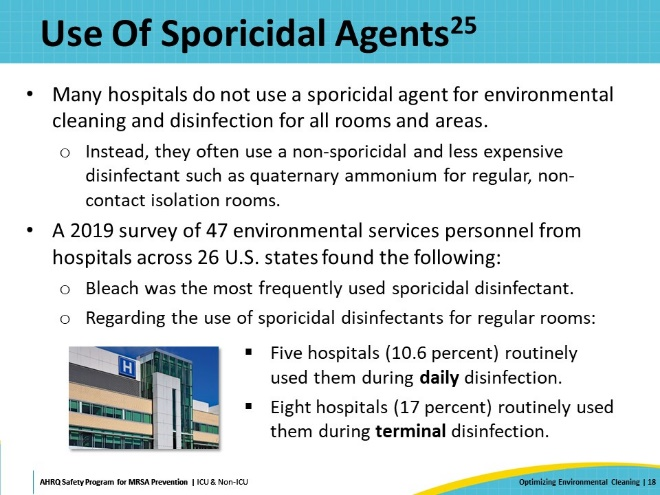 Use Of Sporicidal Agents25
• Many hospitals do not use a sporicidal agent for environmental
cleaning and disinfection for all rooms and areas.
o Instead, they often use a non-sporicidal and less expensive
disinfectant such as quaternary ammonium for regular, non-
contact isolation rooms.
• A 2019 survey of 47 environmental services personnel from
hospitals across 26 U.S. states found the following:
o Bleach was the most frequently used sporicidal disinfectant.
o Regarding the use of sporicidal disinfectants for regular rooms:
▪ Five hospitals (10.6 percent) routinely
used them during daily disinfection.
▪ Eight hospitals (17 percent) routinely used
them during terminal disinfection.
H
AHRQ Safety Program for MRSA Prevention | ICU & Non-ICU
Optimizing Environmental Cleaning | 18